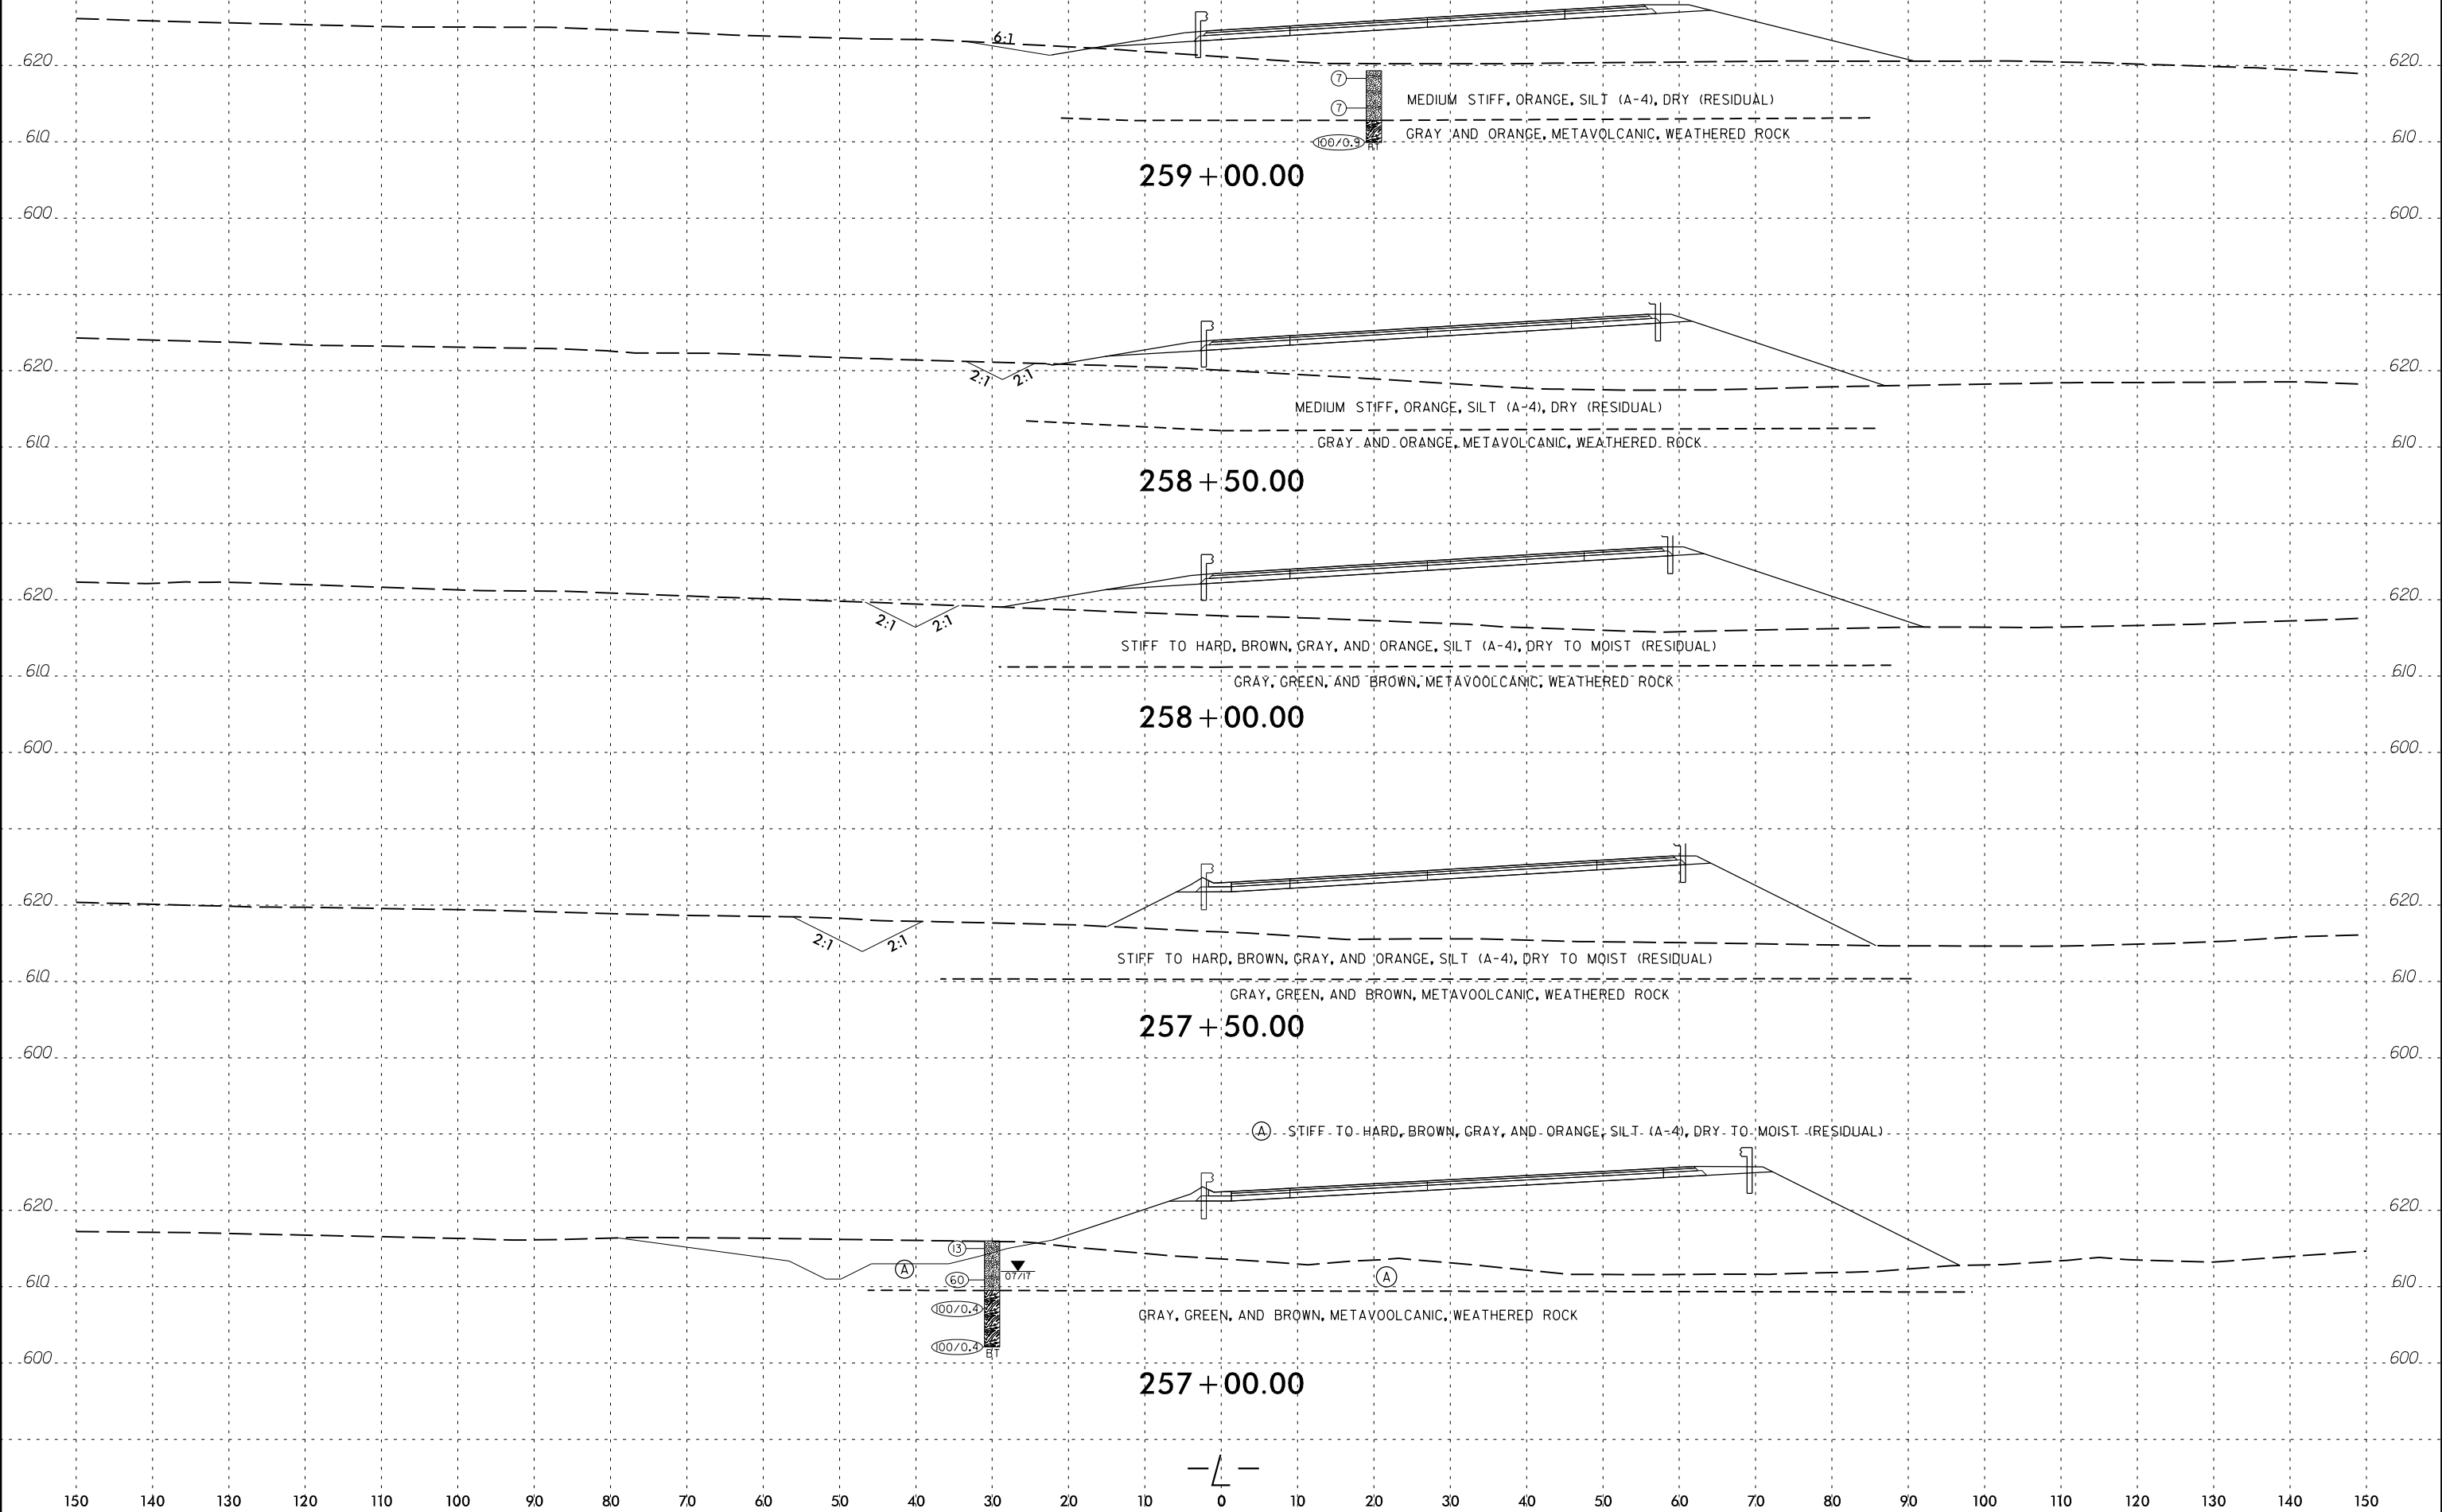 6:1
620 620
7
MEDIUM STIFF, ORANGE, SILT (A-4), DRY (RESIDUAL)
7
610 GRAY AND ORANGE, METAVOLCANIC, WEATHERED ROCK 610
100/0.9
BT
259+00.00
600 600
620 620
2:1 2:1
MEDIUM STIFF, ORANGE, SILT (A-4), DRY (RESIDUAL)
610 GRAY AND ORANGE, METAVOLCANIC, WEATHERED ROCK 610
258+50.00
620 620
2:1 2:1
STIFF TO HARD, BROWN, GRAY, AND ORANGE, SILT (A-4), DRY TO MOIST (RESIDUAL)
610 610
GRAY, GREEN, AND BROWN, METAVOOLCANIC, WEATHERED ROCK
258+00.00
600 600
620 620
2:1 2:1
STIFF TO HARD, BROWN, GRAY, AND ORANGE, SILT (A-4), DRY TO MOIST (RESIDUAL)
610 610
GRAY, GREEN, AND BROWN, METAVOOLCANIC, WEATHERED ROCK
257+50.00
600 600
A STIFF TO HARD, BROWN, GRAY, AND ORANGE, SILT (A-4), DRY TO MOIST (RESIDUAL)
620 620
13
A
07/17
A
610 60 610
100/0.4
GRAY, GREEN, AND BROWN, METAVOOLCANIC, WEATHERED ROCK
100/0.4
BT
600 600
257+00.00
-L-
150 140 130 120 110 100 90 80 70 60 50 40 30 20 10 0 10 20 30 40 50 60 70 80 90 100 110 120 130 140 150